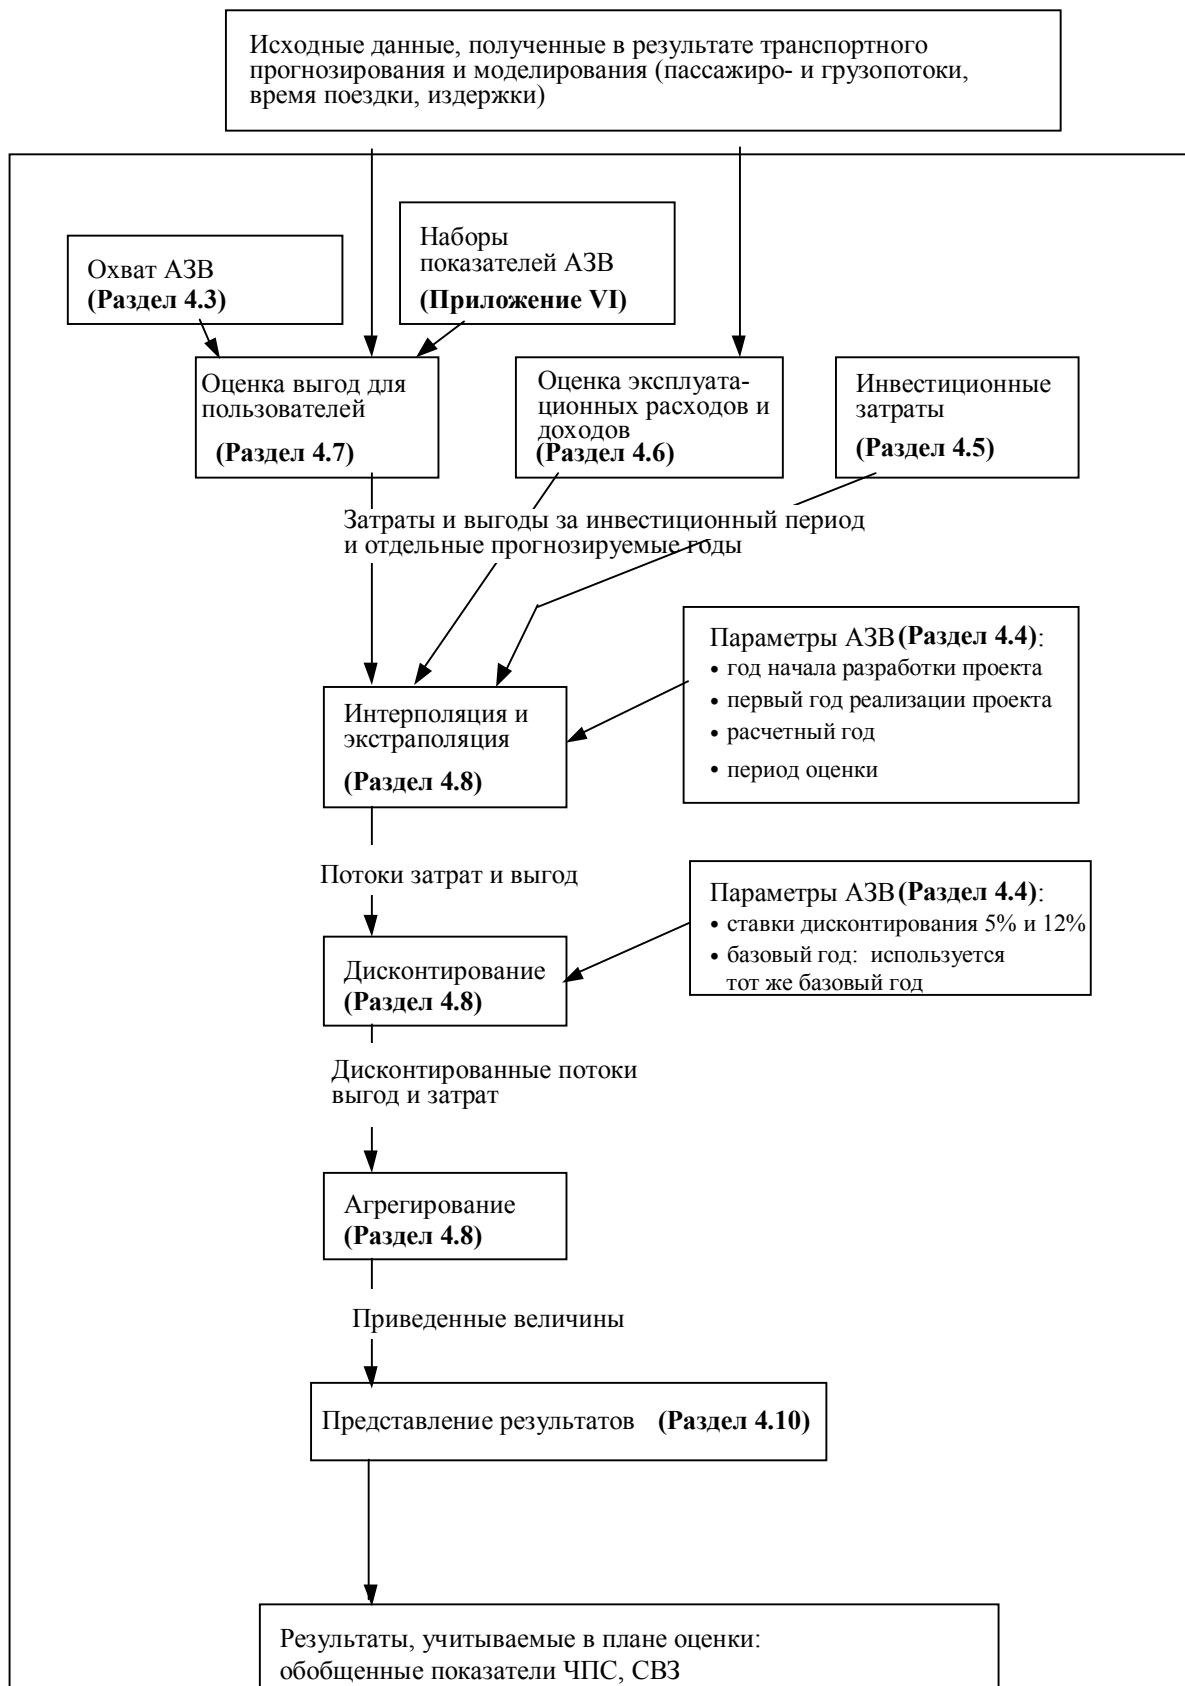 Исходные данные, полученные в результате транспортного
прогнозирования и моделирования (пассажиро- и грузопотоки,
время поездки, издержки)
Охват АЗВ
(Раздел 4.3)
Наборы
показателей АЗВ
(Приложение VI)
Оценка выгод для
пользователей
(Раздел 4.7)
Оценка эксплуата-
ционных расходов и
доходов
(Раздел 4.6)
Инвестиционные
затраты
(Раздел 4.5)
Затраты и выгоды за инвестиционный период
и отдельные прогнозируемые годы
Параметры АЗВ (Раздел 4.4):
• год начала разработки проекта
• первый год реализации проекта
• расчетный год
• период оценки
Интерполяция и
экстраполяция
(Раздел 4.8)
Потоки затрат и выгод
Параметры АЗВ (Раздел 4.4):
• ставки дисконтирования 5% и 12%
• базовый год: используется
тот же базовый год
Дисконтирование
(Раздел 4.8)
Дисконтированные потоки
выгод и затрат
Агрегирование
(Раздел 4.8)
Приведенные величины
Представление результатов (Раздел 4.10)
Результаты, учитываемые в плане оценки:
обобщенные показатели ЧПС, СВЗ